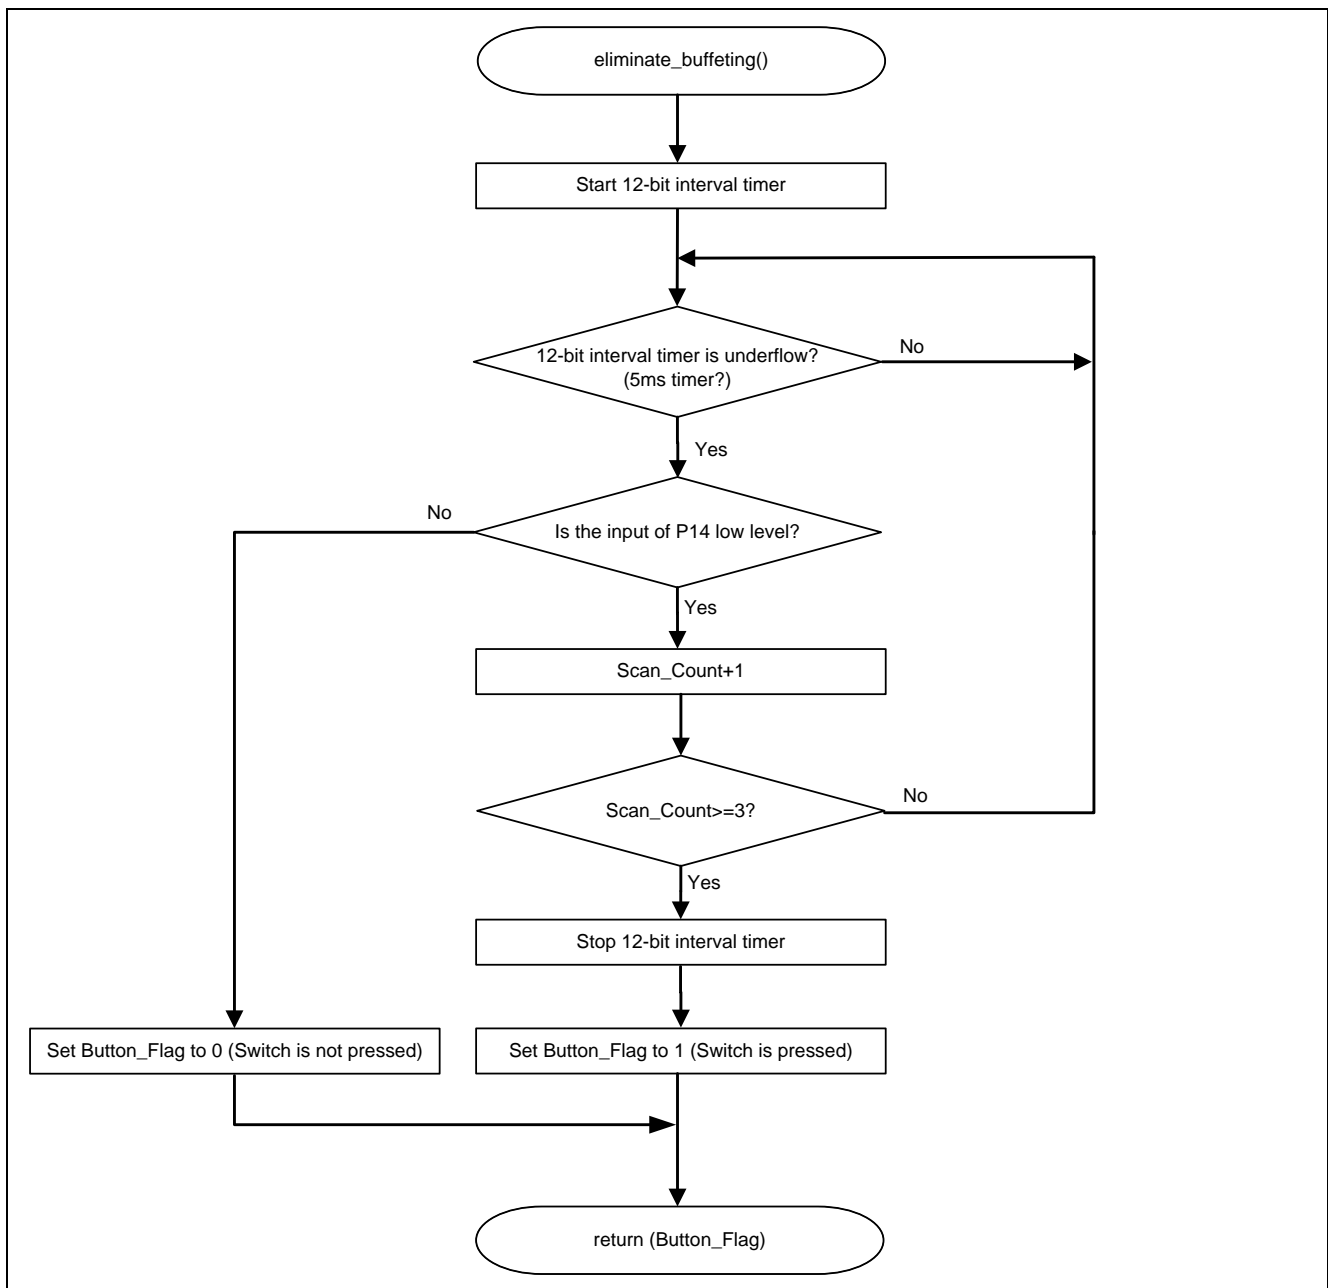 eliminate_buffeting()
Start 12-bit interval timer
12-bit interval timer is underflow?
(5ms timer?)
No
Yes
No
Is the input of P14 low level?
Yes
Scan_Count+1
Scan_Count>=3?
No
Yes
Stop 12-bit interval timer
Set Button_Flag to 0 (Switch is not pressed)
Set Button_Flag to 1 (Switch is pressed)
return (Button_Flag)